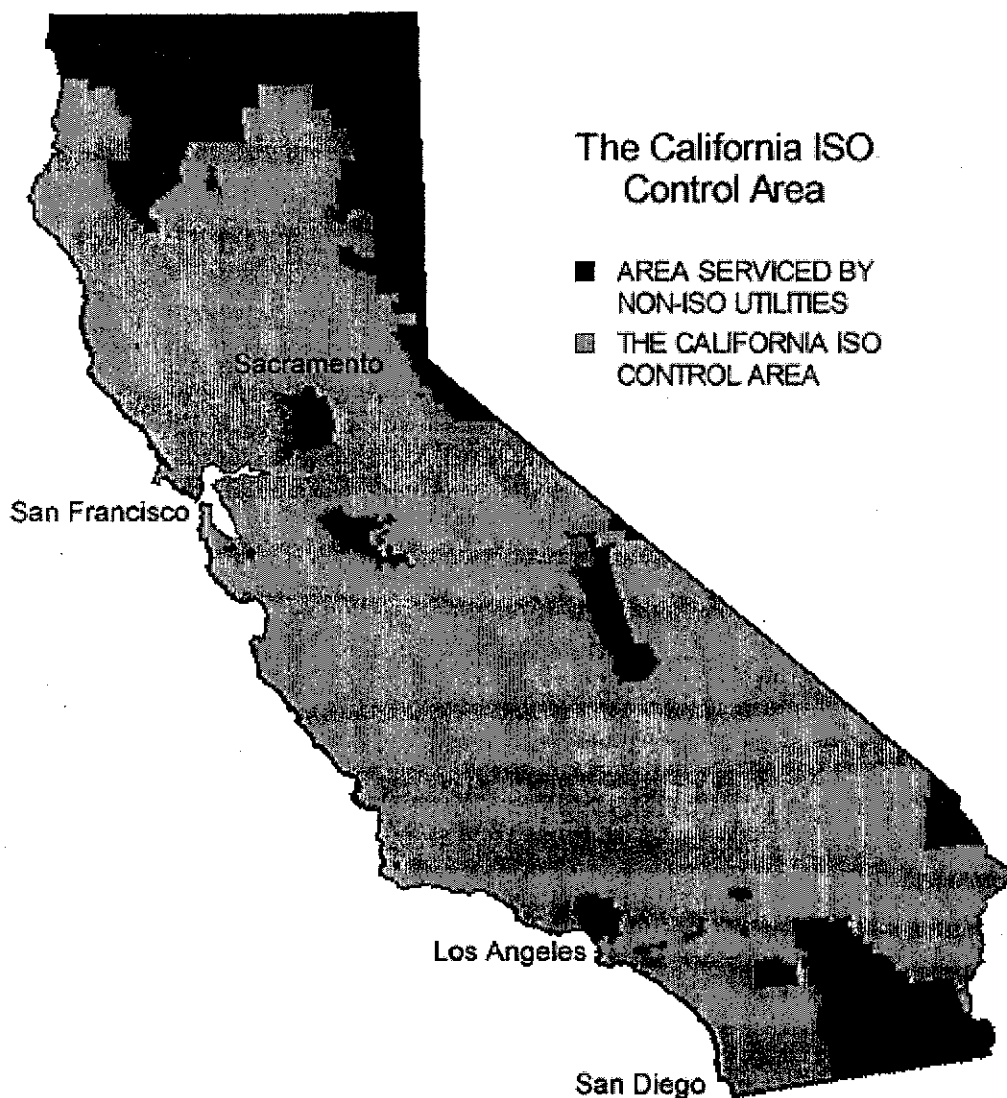 The California ISO
Control Area
AREA SERVICED BY
NON-ISO UTILITIES
THE CALIFORNIA ISO
CONTROL AREA
Sacramento
San Francisco
Los Angeles
San Diego